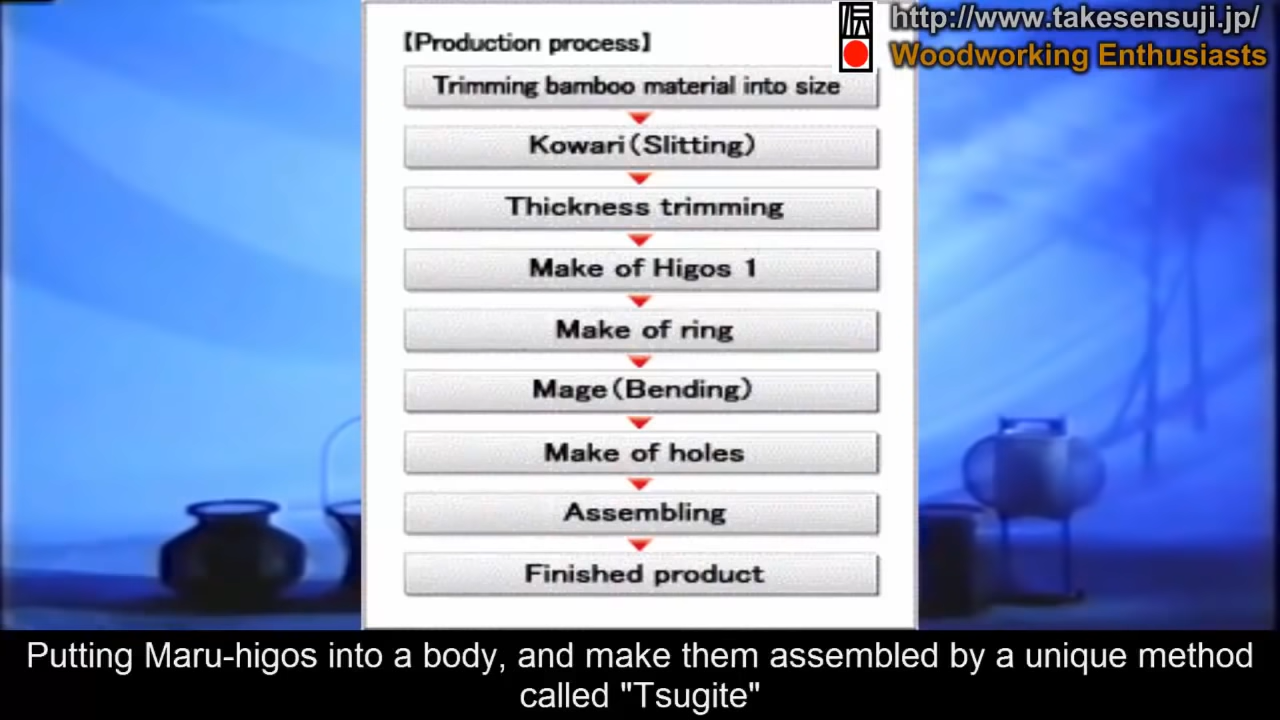 伝
http://www.takesensuji.jp/
Woodworking Enthusiasts
【Production process】
Trimming bamboo material into size
Kowari(Slitting)
Thickness trimming
Make of Higos 1
Make of ring
Mage(Bending)
Make of holes
Assembling
Finished product
Putting Maru-higos into a body, and make them assembled by a unique method
called "Tsugite"